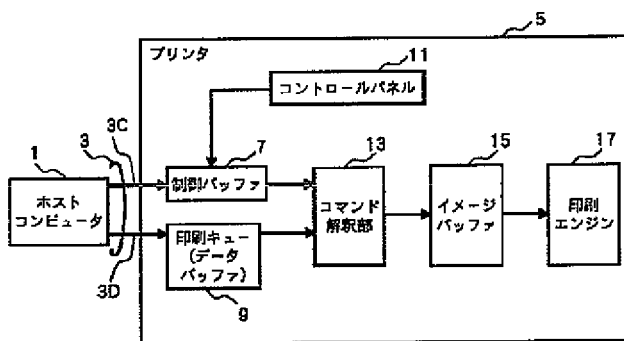 5
プリンタ
11
コントロールパネル
3C
3
1
7
13
15
17
ホスト
コンピュータ
制御バッファ
コマンド
解釈部
イメージ
バッファ
印刷
エンジン
印刷キュー
(データ
バッファ)
3D
9